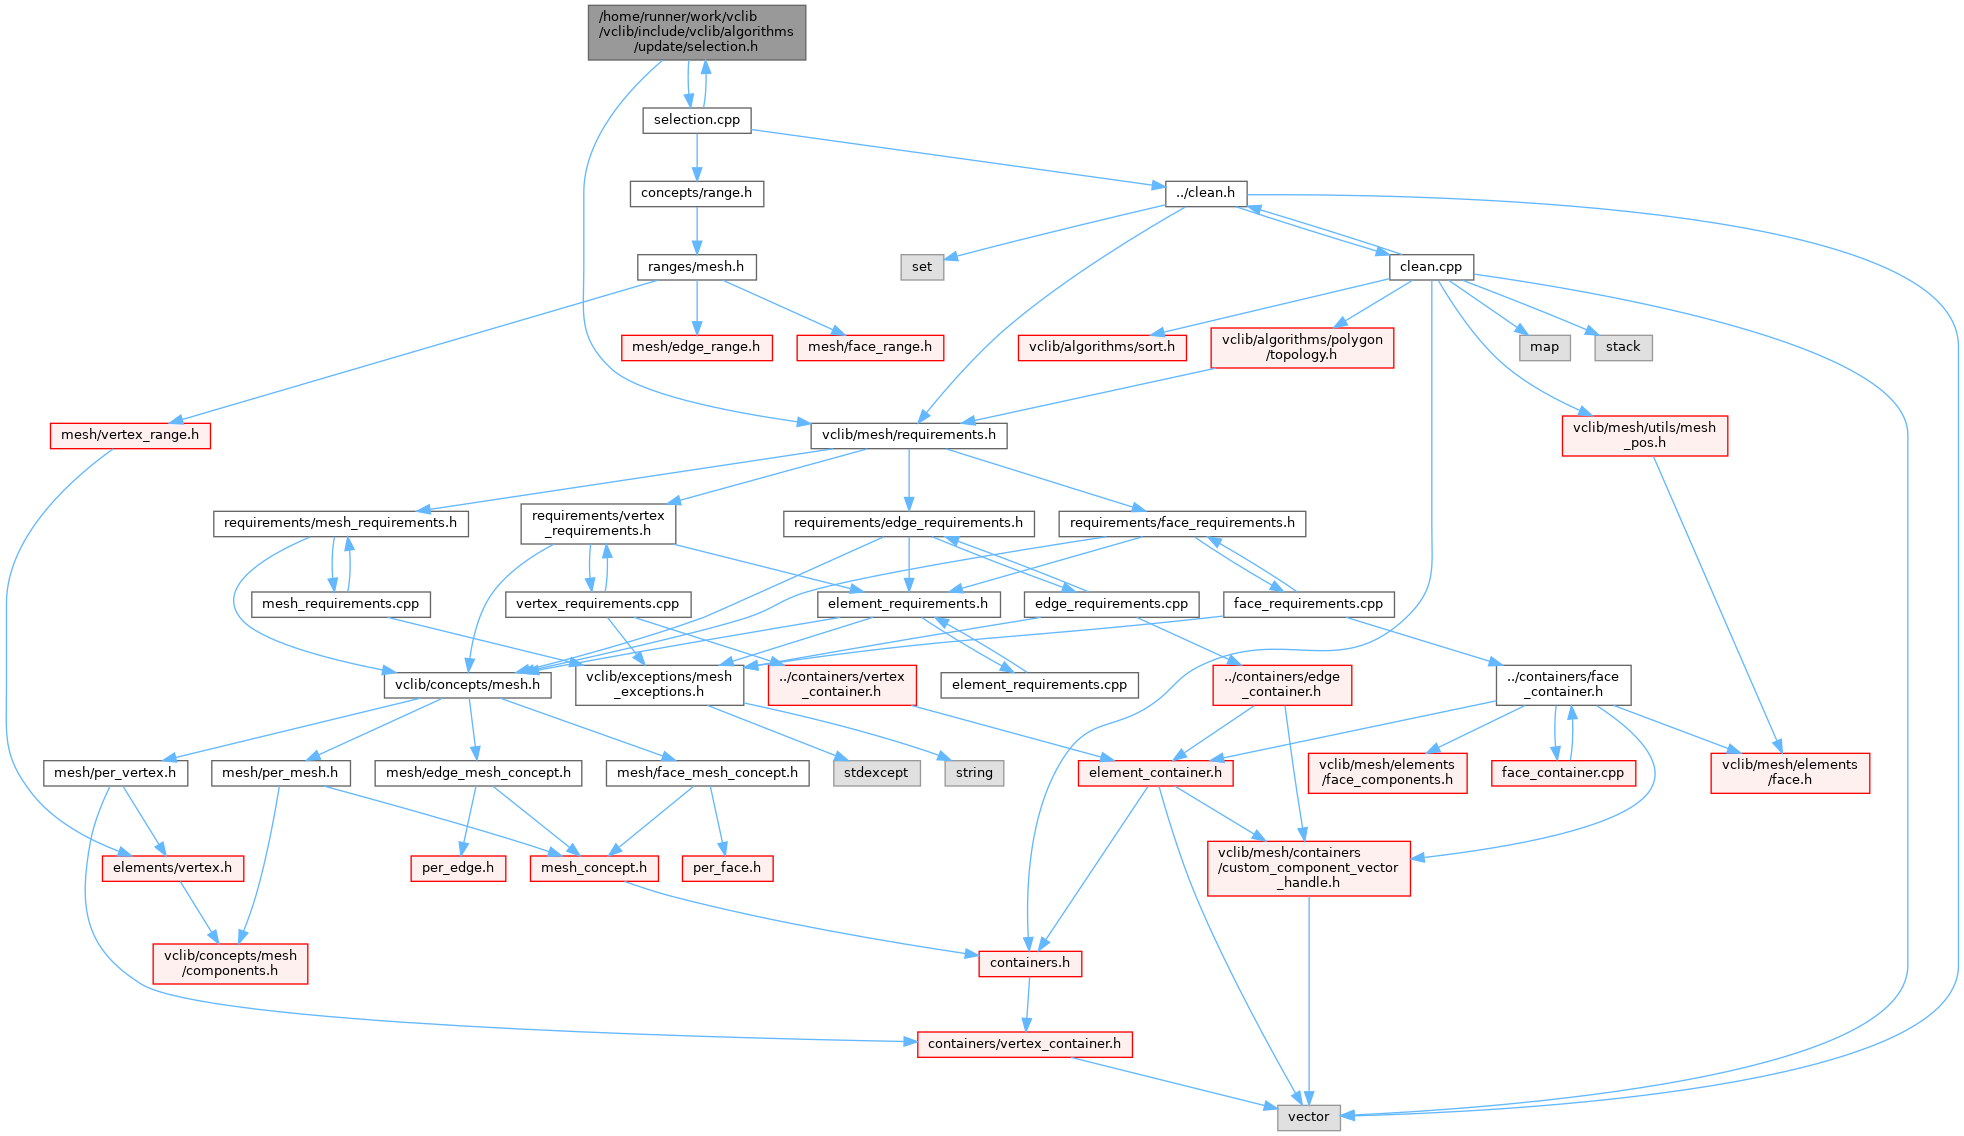 /home/runner/work/vclib
/vclib/include/vclib/algorithms
/update/selection.h
selection.cpp
concepts/range.h
../clean.h
ranges/mesh.h
set
clean.cpp
mesh/edge_range.h
mesh/face_range.h
vclib/algorithms/sort.h
vclib/algorithms/polygon
/topology.h
map
stack
mesh/vertex_range.h
vclib/mesh/requirements.h
vclib/mesh/utils/mesh
_pos.h
requirements/mesh_requirements.h
requirements/vertex
_requirements.h
requirements/edge_requirements.h
requirements/face_requirements.h
mesh_requirements.cpp
vertex_requirements.cpp
element_requirements.h
edge_requirements.cpp
face_requirements.cpp
vclib/concepts/mesh.h
vclib/exceptions/mesh
_exceptions.h
../containers/vertex
_container.h
element_requirements.cpp
../containers/edge
_container.h
../containers/face
_container.h
mesh/per_vertex.h
mesh/per_mesh.h
mesh/edge_mesh_concept.h
mesh/face_mesh_concept.h
stdexcept
string
element_container.h
vclib/mesh/elements
/face_components.h
face_container.cpp
vclib/mesh/elements
/face.h
elements/vertex.h
per_edge.h
mesh_concept.h
per_face.h
vclib/mesh/containers
/custom_component_vector
_handle.h
vclib/concepts/mesh
/components.h
containers.h
containers/vertex_container.h
vector